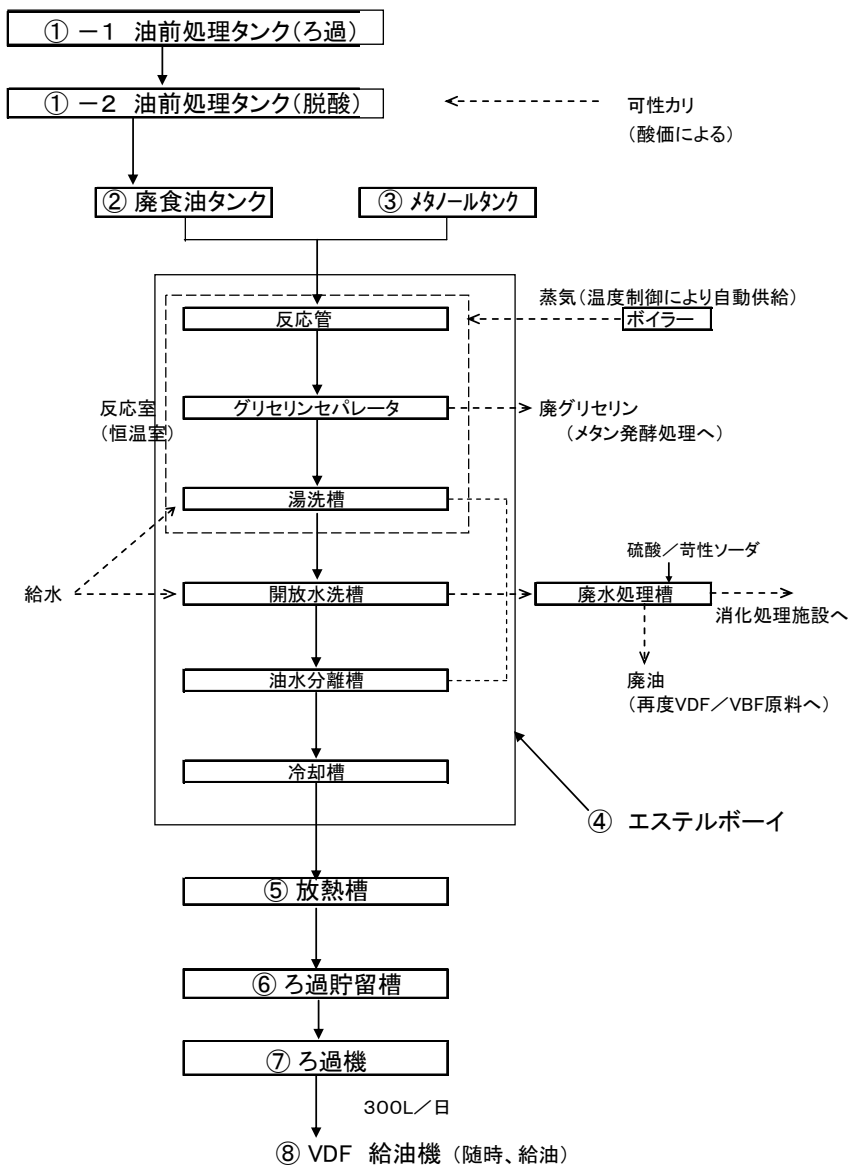 ①－１ 油前処理タンク（ろ過）
①－２ 油前処理タンク（脱酸）
可性カリ
（酸価による）
② 廃食油タンク
③ ﾒﾀﾉｰﾙﾀﾝｸ
蒸気（温度制御により自動供給）
反応管
ボイラー
反応室
（恒温室）
グリセリンセパレータ
廃グリセリン
（メタン発酵処理へ）
湯洗槽
硫酸／苛性ソーダ
給水
開放水洗槽
廃水処理槽
消化処理施設へ
油水分離槽
廃油
（再度VDF／VBF原料へ）
冷却槽
④ エステルボーイ
⑤ 放熱槽
⑥ ろ過貯留槽
⑦ ろ過機
300L／日
⑧ VDF 給油機（随時、給油）